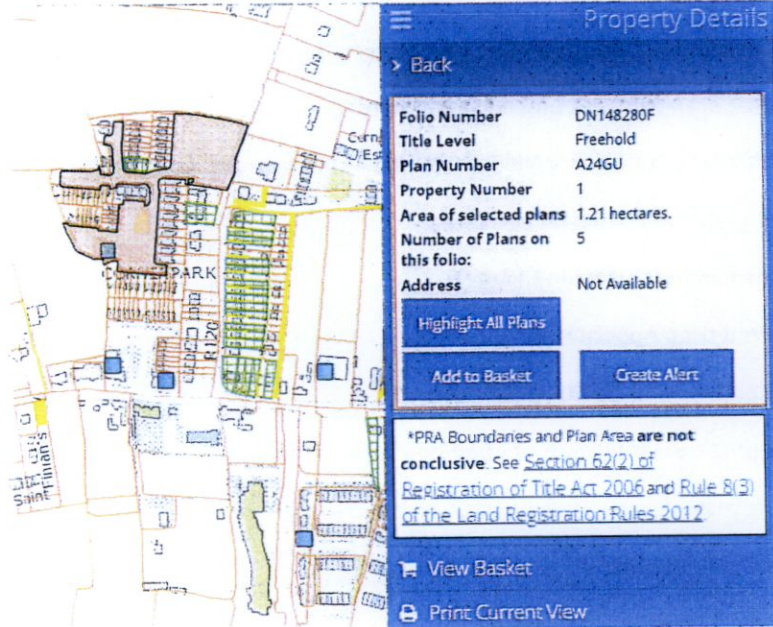 Property Details
Back
Folio Number DN148280F
Title Level Freehold
Plan Number A24GU
Property Number 1
Area of selected plans 1.21 hectares.
Number of Plans on 5
this folio:
Address Not Available
Highlight All Plans
Add to Basket Create Alert
*PRA Boundaries and Plan Area are not
conclusive. See Section 62(2) of
Registration of Title Act 2006 and Rule 8(3)
of the Land Registration Rules 2012
View Basket
Print Current View
PARK
R120
Saint
Finian's